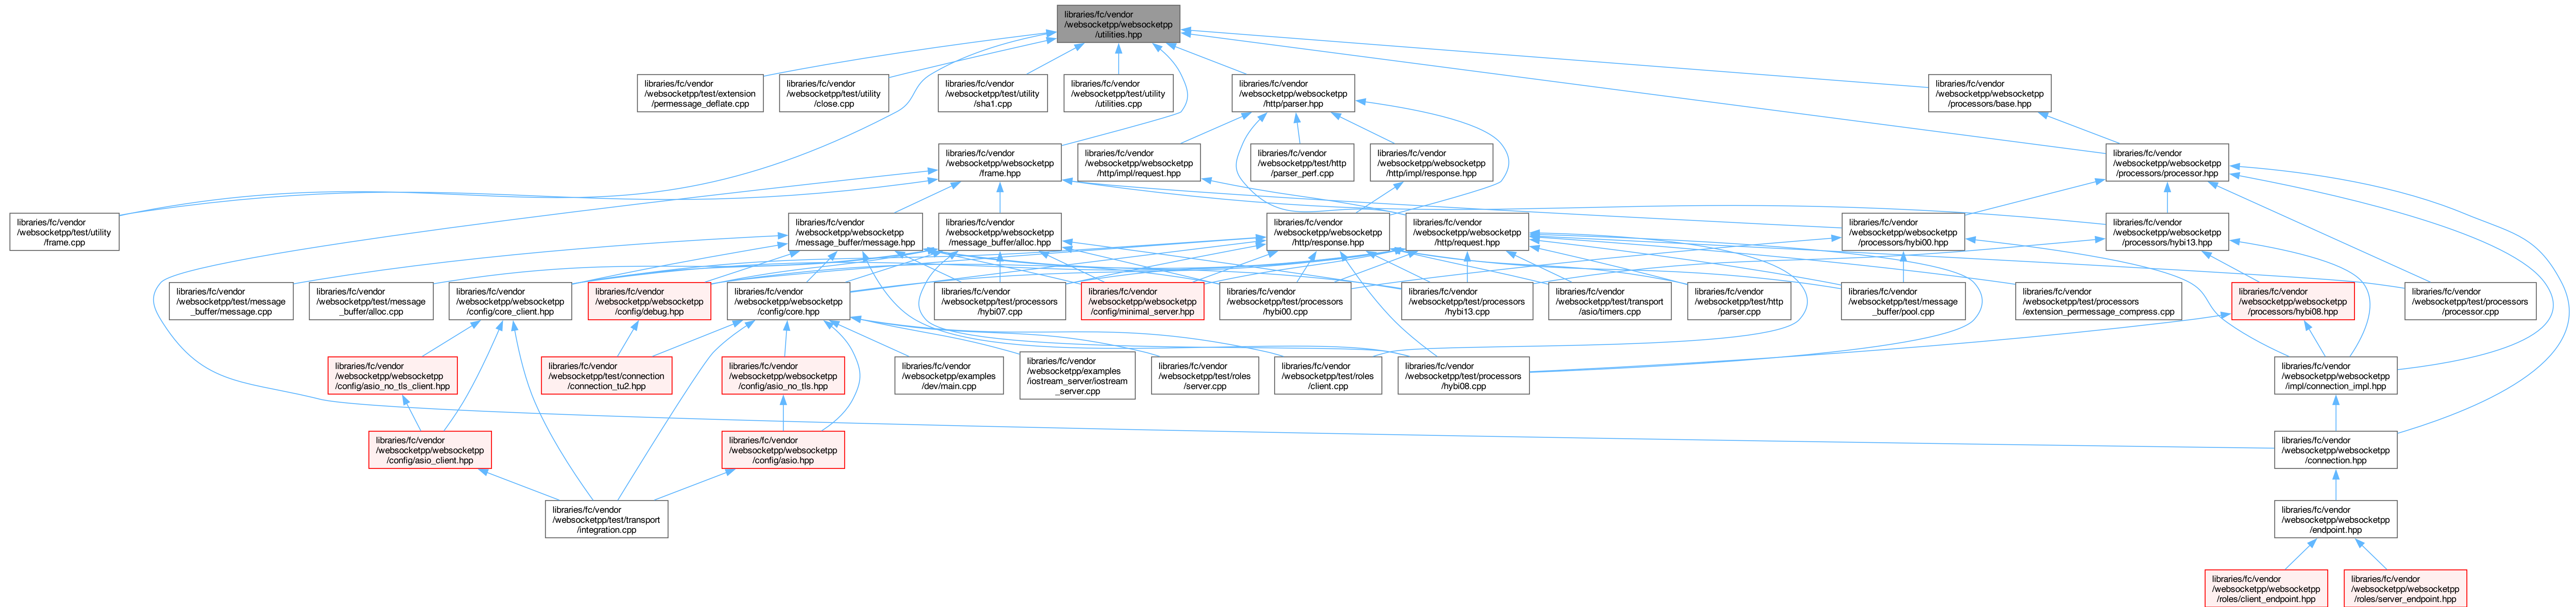 libraries/fc/vendor
/websocketpp/websocketpp
/utilities.hpp
libraries/fc/vendor
/websocketpp/test/extension
/permessage_deflate.cpp
libraries/fc/vendor
/websocketpp/test/utility
/close.cpp
libraries/fc/vendor
/websocketpp/test/utility
/sha1.cpp
libraries/fc/vendor
/websocketpp/test/utility
/utilities.cpp
libraries/fc/vendor
/websocketpp/websocketpp
/http/parser.hpp
libraries/fc/vendor
/websocketpp/websocketpp
/processors/base.hpp
libraries/fc/vendor
/websocketpp/websocketpp
/frame.hpp
libraries/fc/vendor
/websocketpp/websocketpp
/http/impl/request.hpp
libraries/fc/vendor
/websocketpp/test/http
/parser_perf.cpp
libraries/fc/vendor
/websocketpp/websocketpp
/http/impl/response.hpp
libraries/fc/vendor
/websocketpp/websocketpp
/processors/processor.hpp
libraries/fc/vendor
/websocketpp/test/utility
/frame.cpp
libraries/fc/vendor
/websocketpp/websocketpp
/message_buffer/message.hpp
libraries/fc/vendor
/websocketpp/websocketpp
/message_buffer/alloc.hpp
libraries/fc/vendor
/websocketpp/websocketpp
/http/response.hpp
libraries/fc/vendor
/websocketpp/websocketpp
/http/request.hpp
libraries/fc/vendor
/websocketpp/websocketpp
/processors/hybi00.hpp
libraries/fc/vendor
/websocketpp/websocketpp
/processors/hybi13.hpp
libraries/fc/vendor
/websocketpp/test/message
_buffer/message.cpp
libraries/fc/vendor
/websocketpp/test/message
_buffer/alloc.cpp
libraries/fc/vendor
/websocketpp/websocketpp
/config/core_client.hpp
libraries/fc/vendor
/websocketpp/websocketpp
/config/debug.hpp
libraries/fc/vendor
/websocketpp/websocketpp
/config/core.hpp
libraries/fc/vendor
/websocketpp/test/processors
/hybi07.cpp
libraries/fc/vendor
/websocketpp/websocketpp
/config/minimal_server.hpp
libraries/fc/vendor
/websocketpp/test/processors
/hybi00.cpp
libraries/fc/vendor
/websocketpp/test/processors
/hybi13.cpp
libraries/fc/vendor
/websocketpp/test/transport
/asio/timers.cpp
libraries/fc/vendor
/websocketpp/test/http
/parser.cpp
libraries/fc/vendor
/websocketpp/test/message
_buffer/pool.cpp
libraries/fc/vendor
/websocketpp/test/processors
/extension_permessage_compress.cpp
libraries/fc/vendor
/websocketpp/websocketpp
/processors/hybi08.hpp
libraries/fc/vendor
/websocketpp/test/processors
/processor.cpp
libraries/fc/vendor
/websocketpp/websocketpp
/config/asio_no_tls_client.hpp
libraries/fc/vendor
/websocketpp/test/connection
/connection_tu2.hpp
libraries/fc/vendor
/websocketpp/websocketpp
/config/asio_no_tls.hpp
libraries/fc/vendor
/websocketpp/examples
/dev/main.cpp
libraries/fc/vendor
/websocketpp/examples
/iostream_server/iostream
_server.cpp
libraries/fc/vendor
/websocketpp/test/roles
/server.cpp
libraries/fc/vendor
/websocketpp/test/roles
/client.cpp
libraries/fc/vendor
/websocketpp/test/processors
/hybi08.cpp
libraries/fc/vendor
/websocketpp/websocketpp
/impl/connection_impl.hpp
libraries/fc/vendor
/websocketpp/websocketpp
/config/asio_client.hpp
libraries/fc/vendor
/websocketpp/websocketpp
/config/asio.hpp
libraries/fc/vendor
/websocketpp/websocketpp
/connection.hpp
libraries/fc/vendor
/websocketpp/test/transport
/integration.cpp
libraries/fc/vendor
/websocketpp/websocketpp
/endpoint.hpp
libraries/fc/vendor
/websocketpp/websocketpp
/roles/client_endpoint.hpp
libraries/fc/vendor
/websocketpp/websocketpp
/roles/server_endpoint.hpp